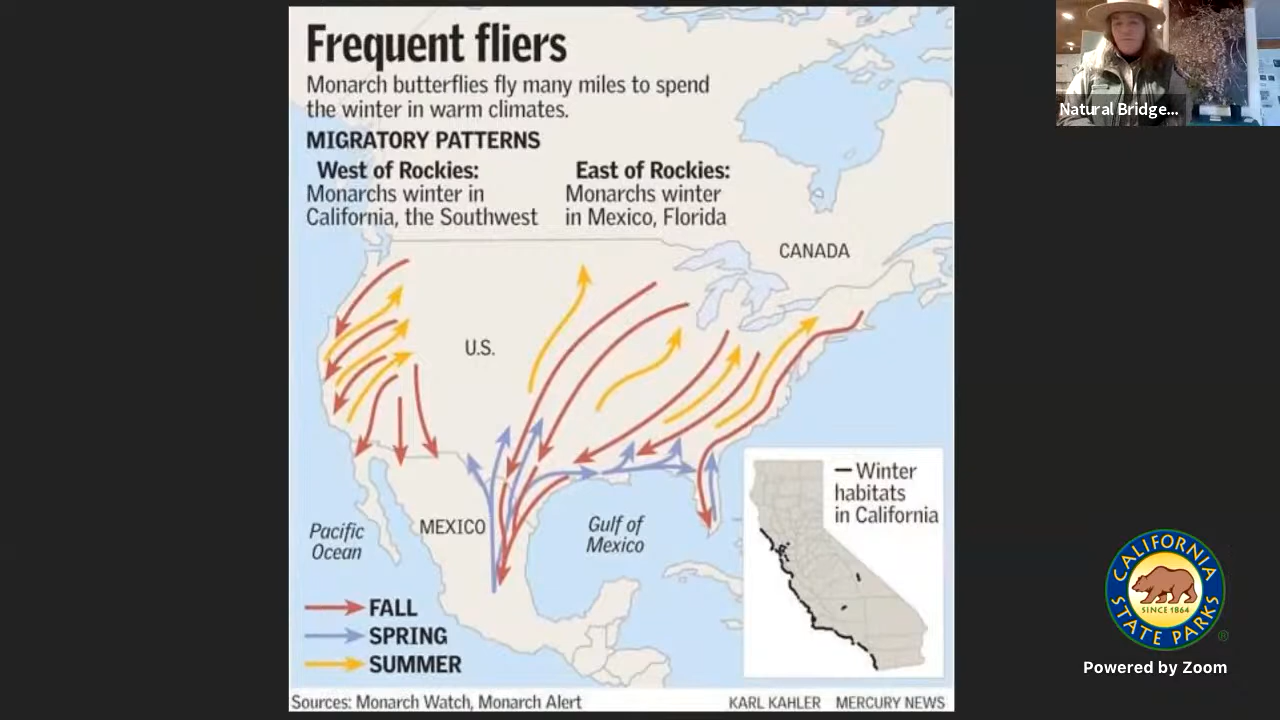 Frequent fliers
Monarch butterflies fly many miles to spend
the winter in warm climates.
MIGRATORY PATTERNS
West of Rockies:
Monarchs winter in
California, the Southwest
East of Rockies:
Monarchs winter
in Mexico, Florida
CANADA
U.S.
MEXICO
Pacific
Ocean
Gulf of
Mexico
Winter
habitats
in California
FALL
SPRING
SUMMER
Sources: Monarch Watch, Monarch Alert
KARL KAHLER MERCURY NEWS
Natural Bridge...
CALIFORNIA
SINCE 1864
STATE PARKS
®
Powered by Zoom